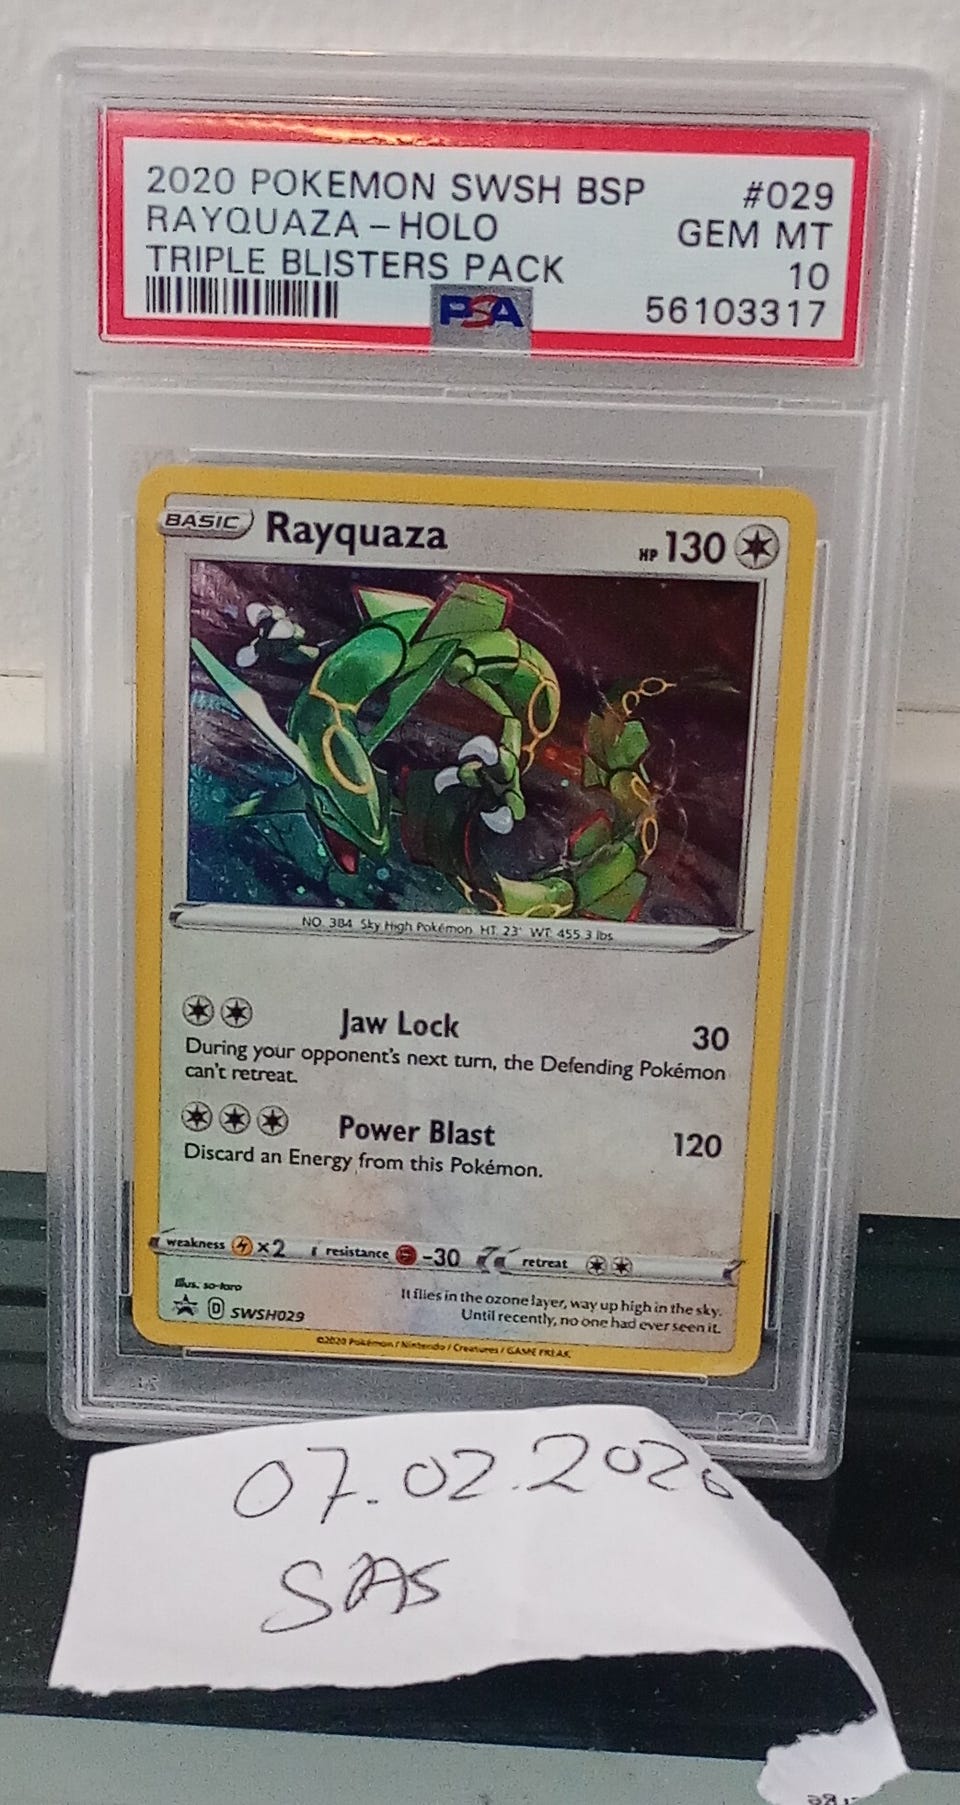 2020 POKEMON SWSH BSP #029
RAYQUAZA - HOLO GEM MT
TRIPLE BLISTERS PACK 10
PSA 56103317
BASIC Rayquaza HP 130
NO. 384 Sky High Pokémon HT: 23' WT: 455.3 lbs
Jaw Lock 30
During your opponent's next turn, the Defending Pokémon
can't retreat.
Power Blast 120
Discard an Energy from this Pokémon.
weakness ×2 resistance -30 retreat
Illus. so-taro
It flies in the ozone layer, way up high in the sky.
D SWSH029 Until recently, no one had ever seen it.
©2020 Pokémon / Nintendo / Creatures / GAME FREAK
07.02.2026
SAS